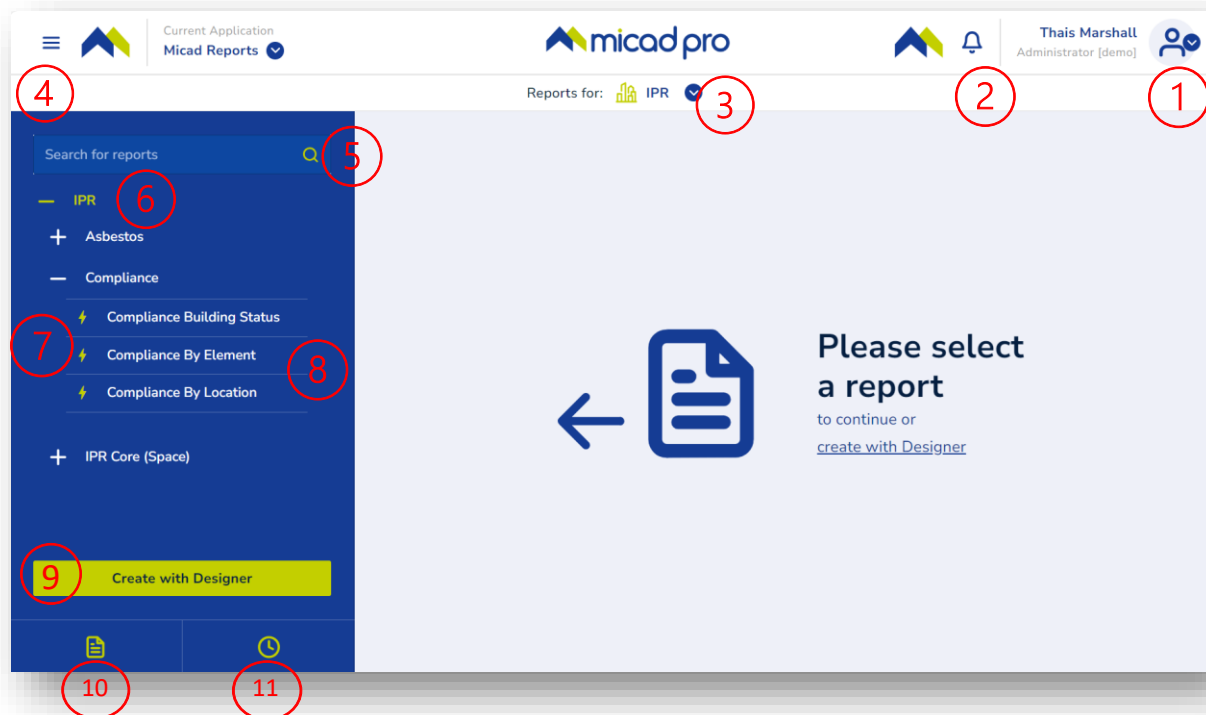 Current Application
Micad Reports
micad pro
Thais Marshall
Administrator [demo]
4
Reports for: IPR
3
2
1
Search for reports
5
IPR
6
Asbestos
Compliance
Compliance Building Status
7
Compliance By Element
8
Compliance By Location
IPR Core (Space)
Please select
a report
to continue or
create with Designer
9
Create with Designer
10
11